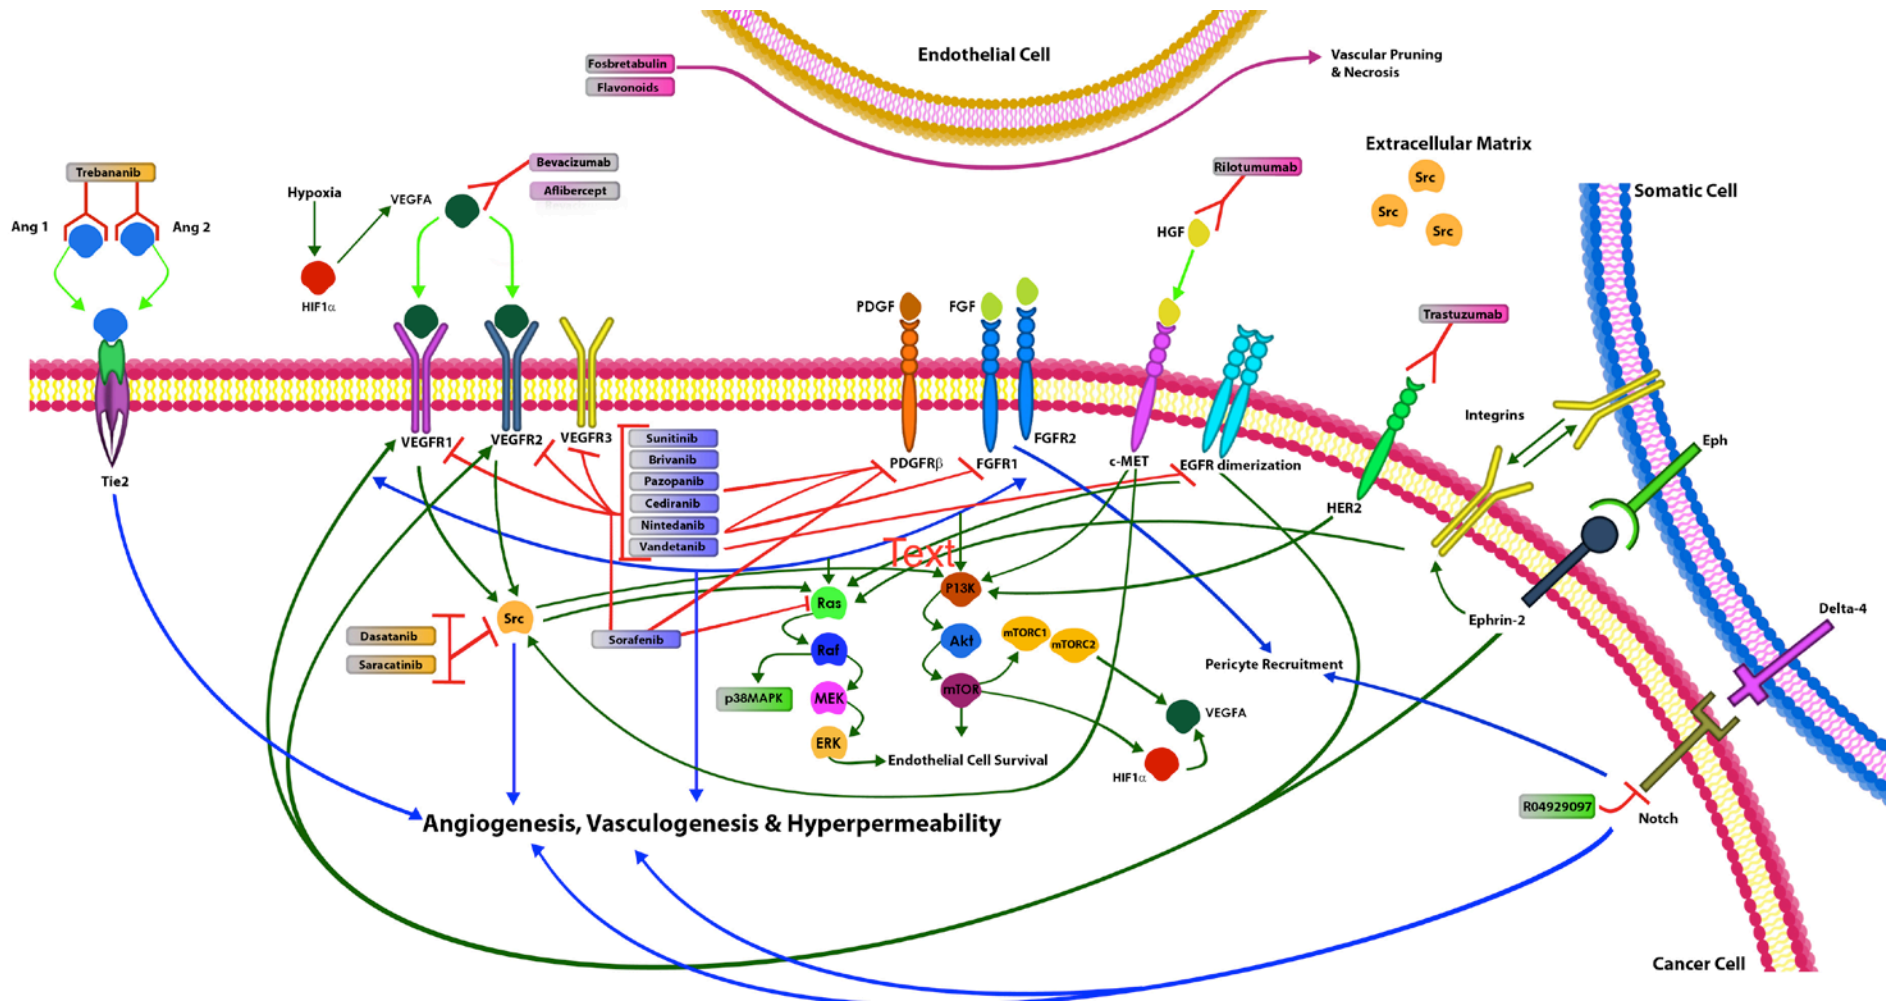 Endothelial Cell
Fosbretabulin
Flavonoids
Vascular Pruning
& Necrosis
Extracellular Matrix
Src
Src
Src
Somatic Cell
Trebananib
Ang 1
Ang 2
Hypoxia
VEGFA
HIF1α
Bevacizumab
Aflibercept
Rilotumumab
HGF
PDGF
FGF
Trastuzumab
Integrins
Eph
VEGFR1
VEGFR2
VEGFR3
Sunitinib
Brivanib
Pazopanib
Cediranib
Nintedanib
Vandetanib
PDGFRβ
FGFR1
FGFR2
c-MET
EGFR dimerization
HER2
Tie2
Text
Src
Ras
P13K
Dasatanib
Saracatinib
Sorafenib
Raf
Akt
mTORC1
mTORC2
p38MAPK
MEK
mTOR
ERK
Endothelial Cell Survival
VEGFA
HIF1α
Pericyte Recruitment
Ephrin-2
Delta-4
R04929097
Notch
Angiogenesis, Vasculogenesis & Hyperpermeability
Cancer Cell